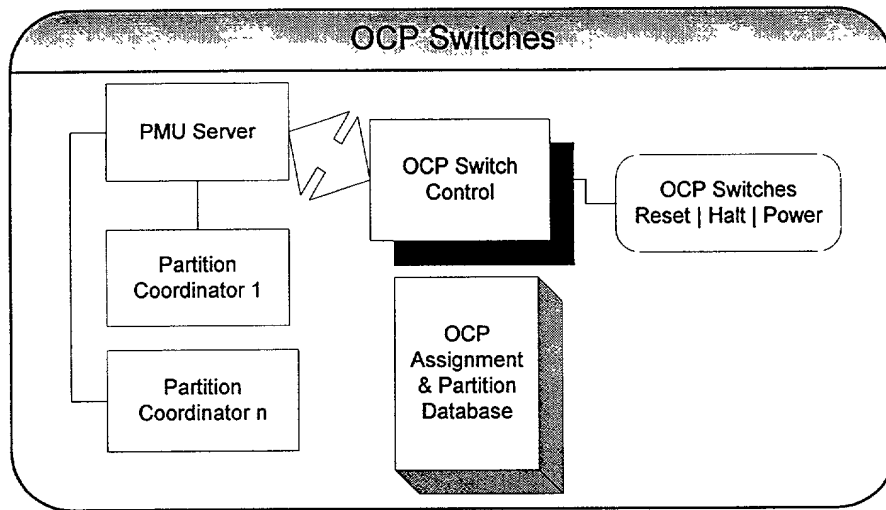 OCP Switches
PMU Server
OCP Switch
Control
OCP Switches
Reset | Halt | Power
Partition
Coordinator 1
OCP
Assignment
& Partition
Database
Partition
Coordinator n